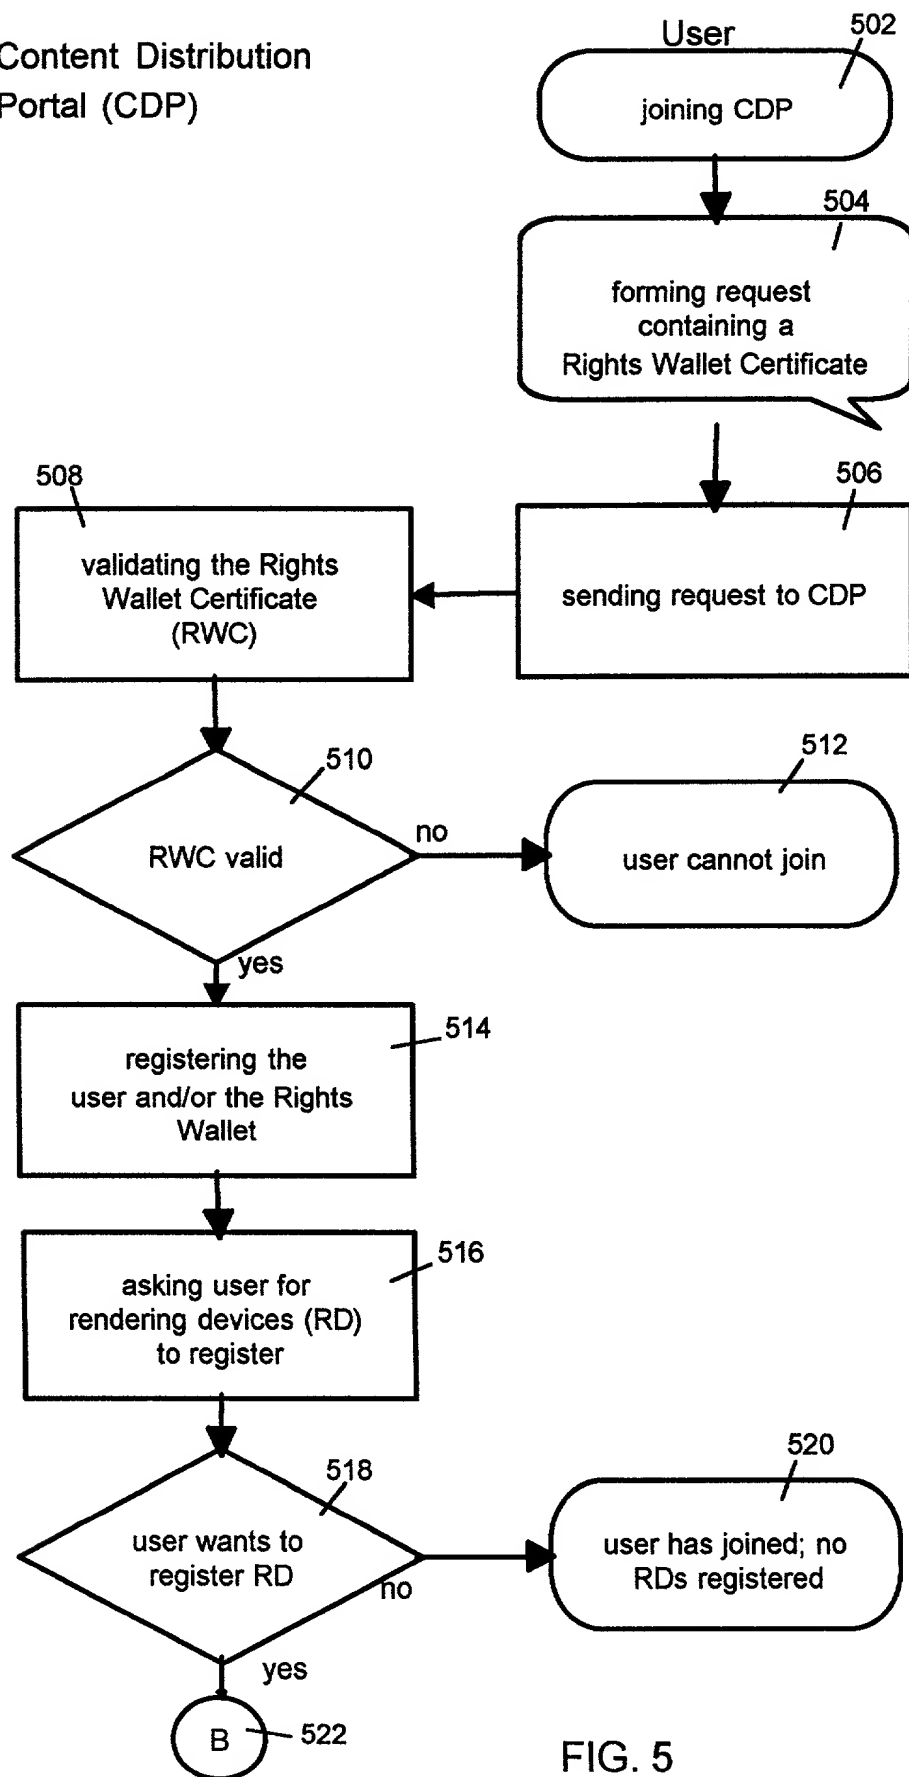 Content Distribution
Portal (CDP)
User
502
joining CDP
504
forming request
containing a
Rights Wallet Certificate
508
506
validating the Rights
Wallet Certificate
(RWC)
sending request to CDP
510
512
RWC valid
no
user cannot join
yes
514
registering the
user and/or the Rights
Wallet
516
asking user for
rendering devices (RD)
to register
518
520
user wants to
register RD
no
user has joined; no
RDs registered
yes
B
522
FIG. 5